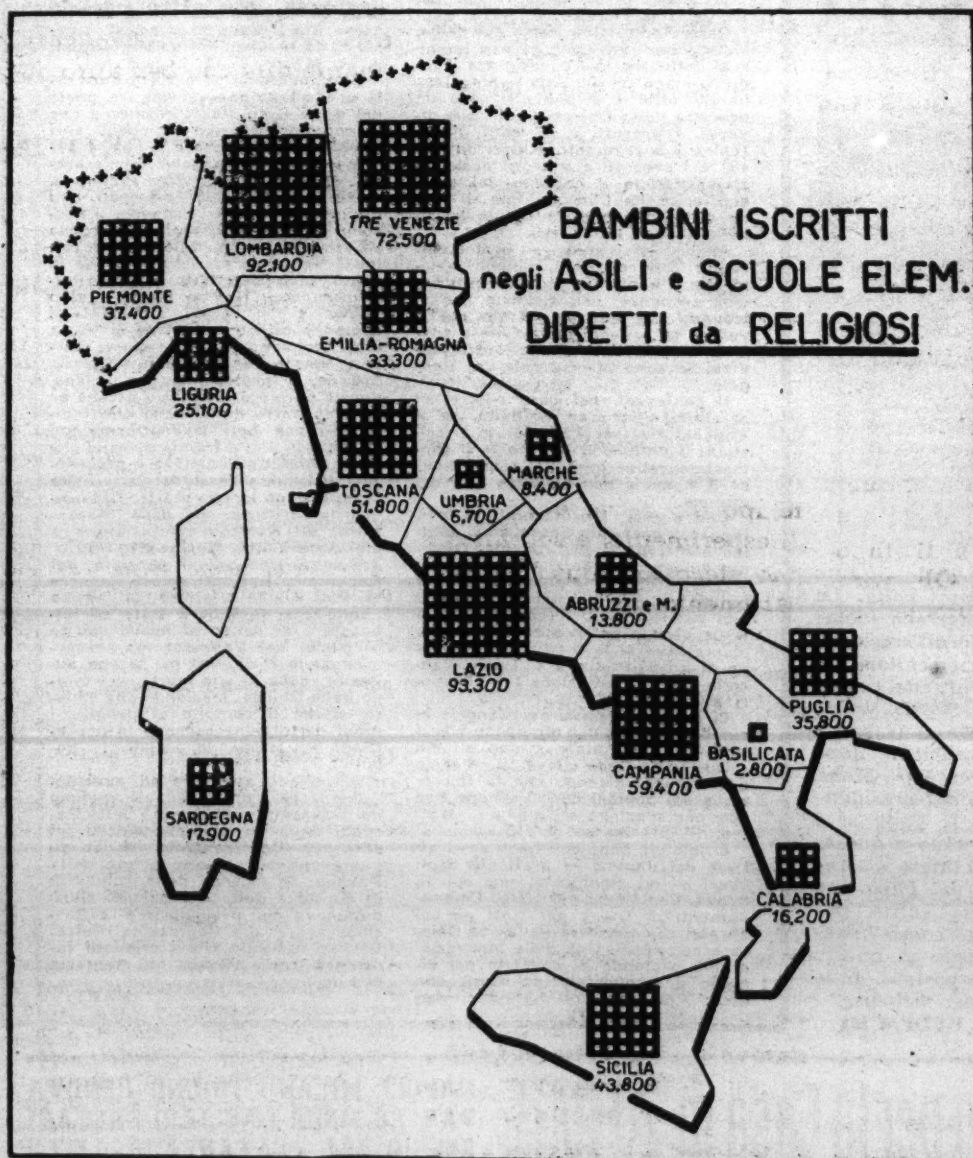 BAMBINI ISCRITTI
negli ASILI e SCUOLE ELEM.
DIRETTI da RELIGIOSI
TRE VENEZIE
72.500
LOMBARDIA
92.100
PIEMONTE
37.400
EMILIA-ROMAGNA
33.300
LIGURIA
25.100
TOSCANA
51.800
UMBRIA
6.700
MARCHE
8.400
ABRUZZI e M.
13.800
LAZIO
93.300
PUGLIA
35.800
CAMPANIA
59.400
BASILICATA
2.800
SARDEGNA
17.900
CALABRIA
16,200
SICILIA
43,800